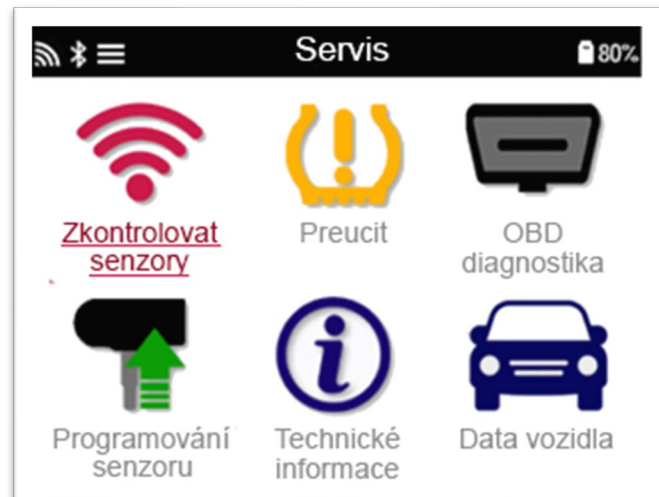 Servis
80%
Zkontrolovat
senzory
Preucit
OBD
diagnostika
Programování
senzoru
Technické
informace
Data vozidla